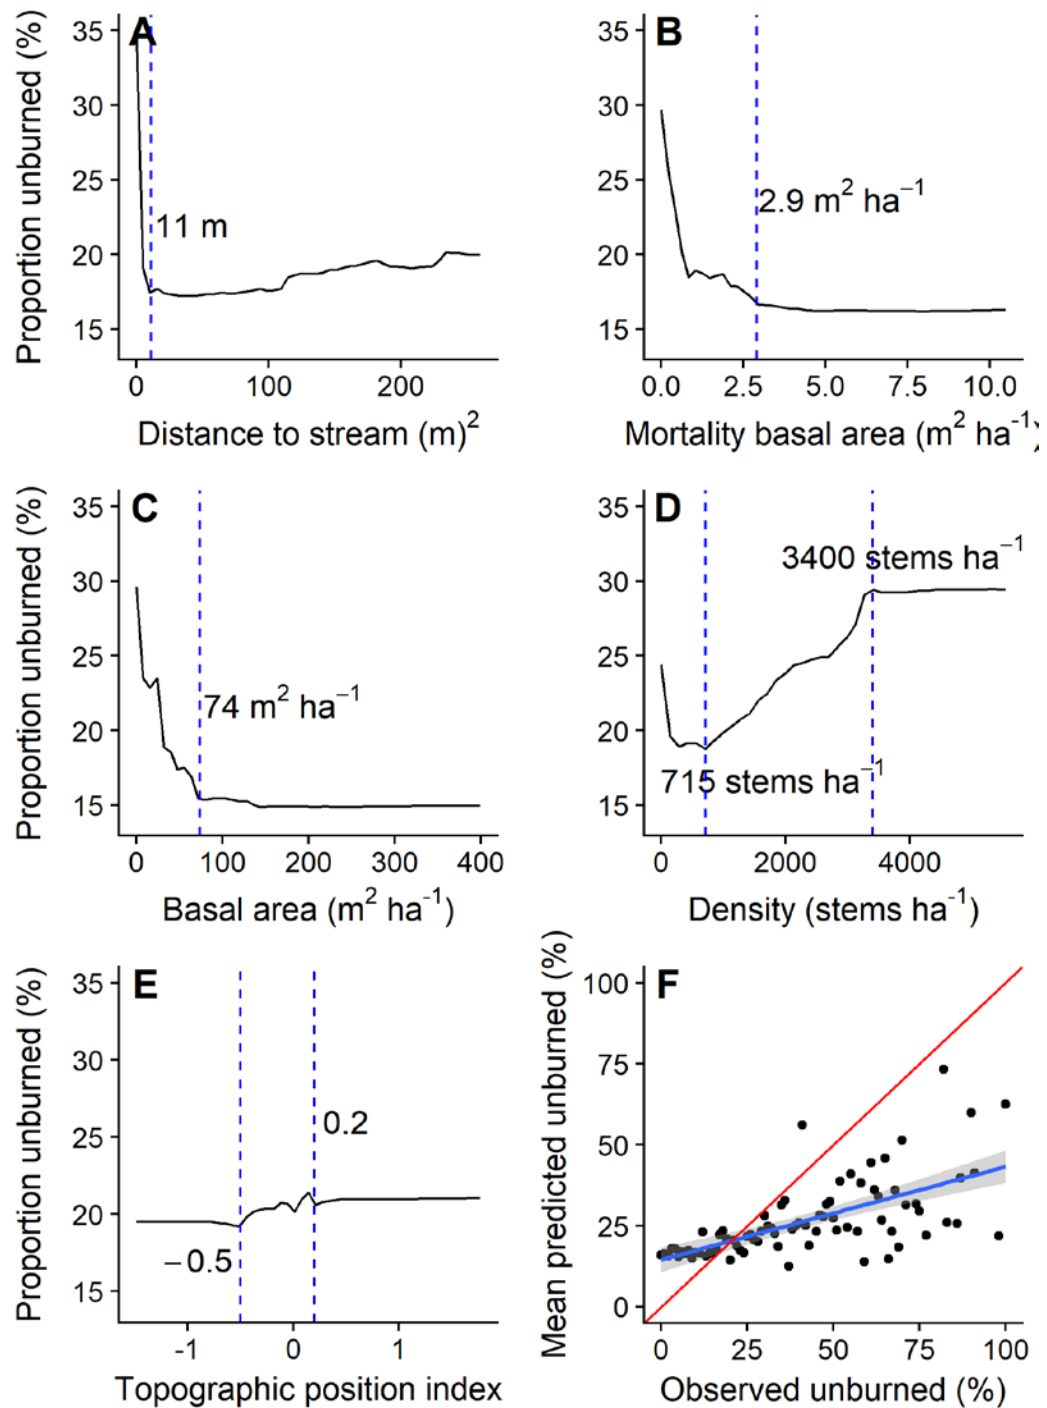 A
B
Proportion unburned (%)
35
30
25
20
15
11 m
0
100
200
Distance to stream (m)²
35
30
25
20
15
2.9 m² ha⁻¹
0.0
2.5
5.0
7.5
10.0
Mortality basal area (m² ha⁻¹)
C
D
Proportion unburned (%)
35
30
25
20
15
74 m² ha⁻¹
0
100
200
300
400
Basal area (m² ha⁻¹)
35
30
25
20
15
3400 stems ha⁻¹
715 stems ha⁻¹
0
2000
4000
Density (stems ha⁻¹)
E
F
Proportion unburned (%)
35
30
25
20
15
0.2
−0.5
-1
0
1
Topographic position index
Mean predicted unburned (%)
100
75
50
25
0
0
25
50
75
100
Observed unburned (%)